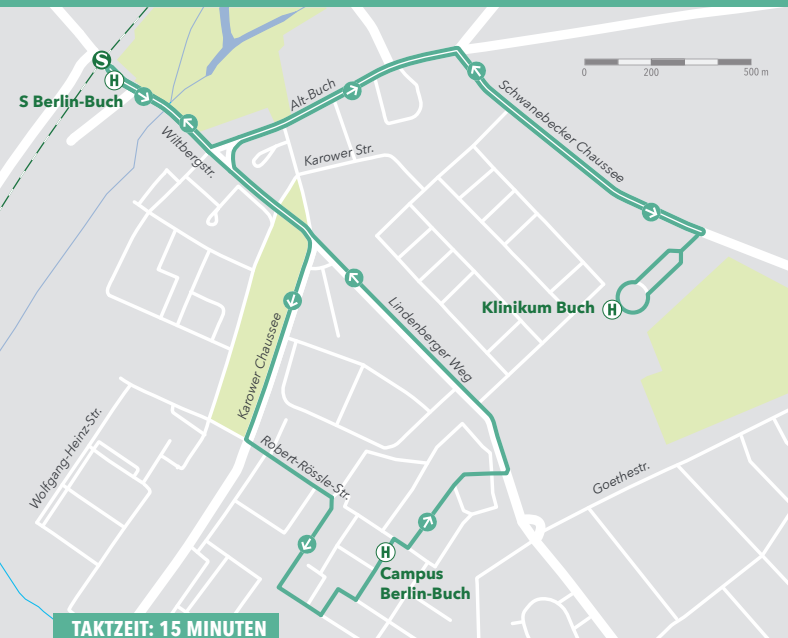 S
H
S Berlin-Buch
Wiltbergstr.
Alt-Buch
Karower Str.
0 200 500 m
Schwanebecker Chaussee
Klinikum Buch H
Lindenberger Weg
Karower Chaussee
Wolfgang-Heinz-Str.
Robert-Rössle-Str.
Goethestr.
H
Campus
Berlin-Buch
TAKTZEIT: 15 MINUTEN